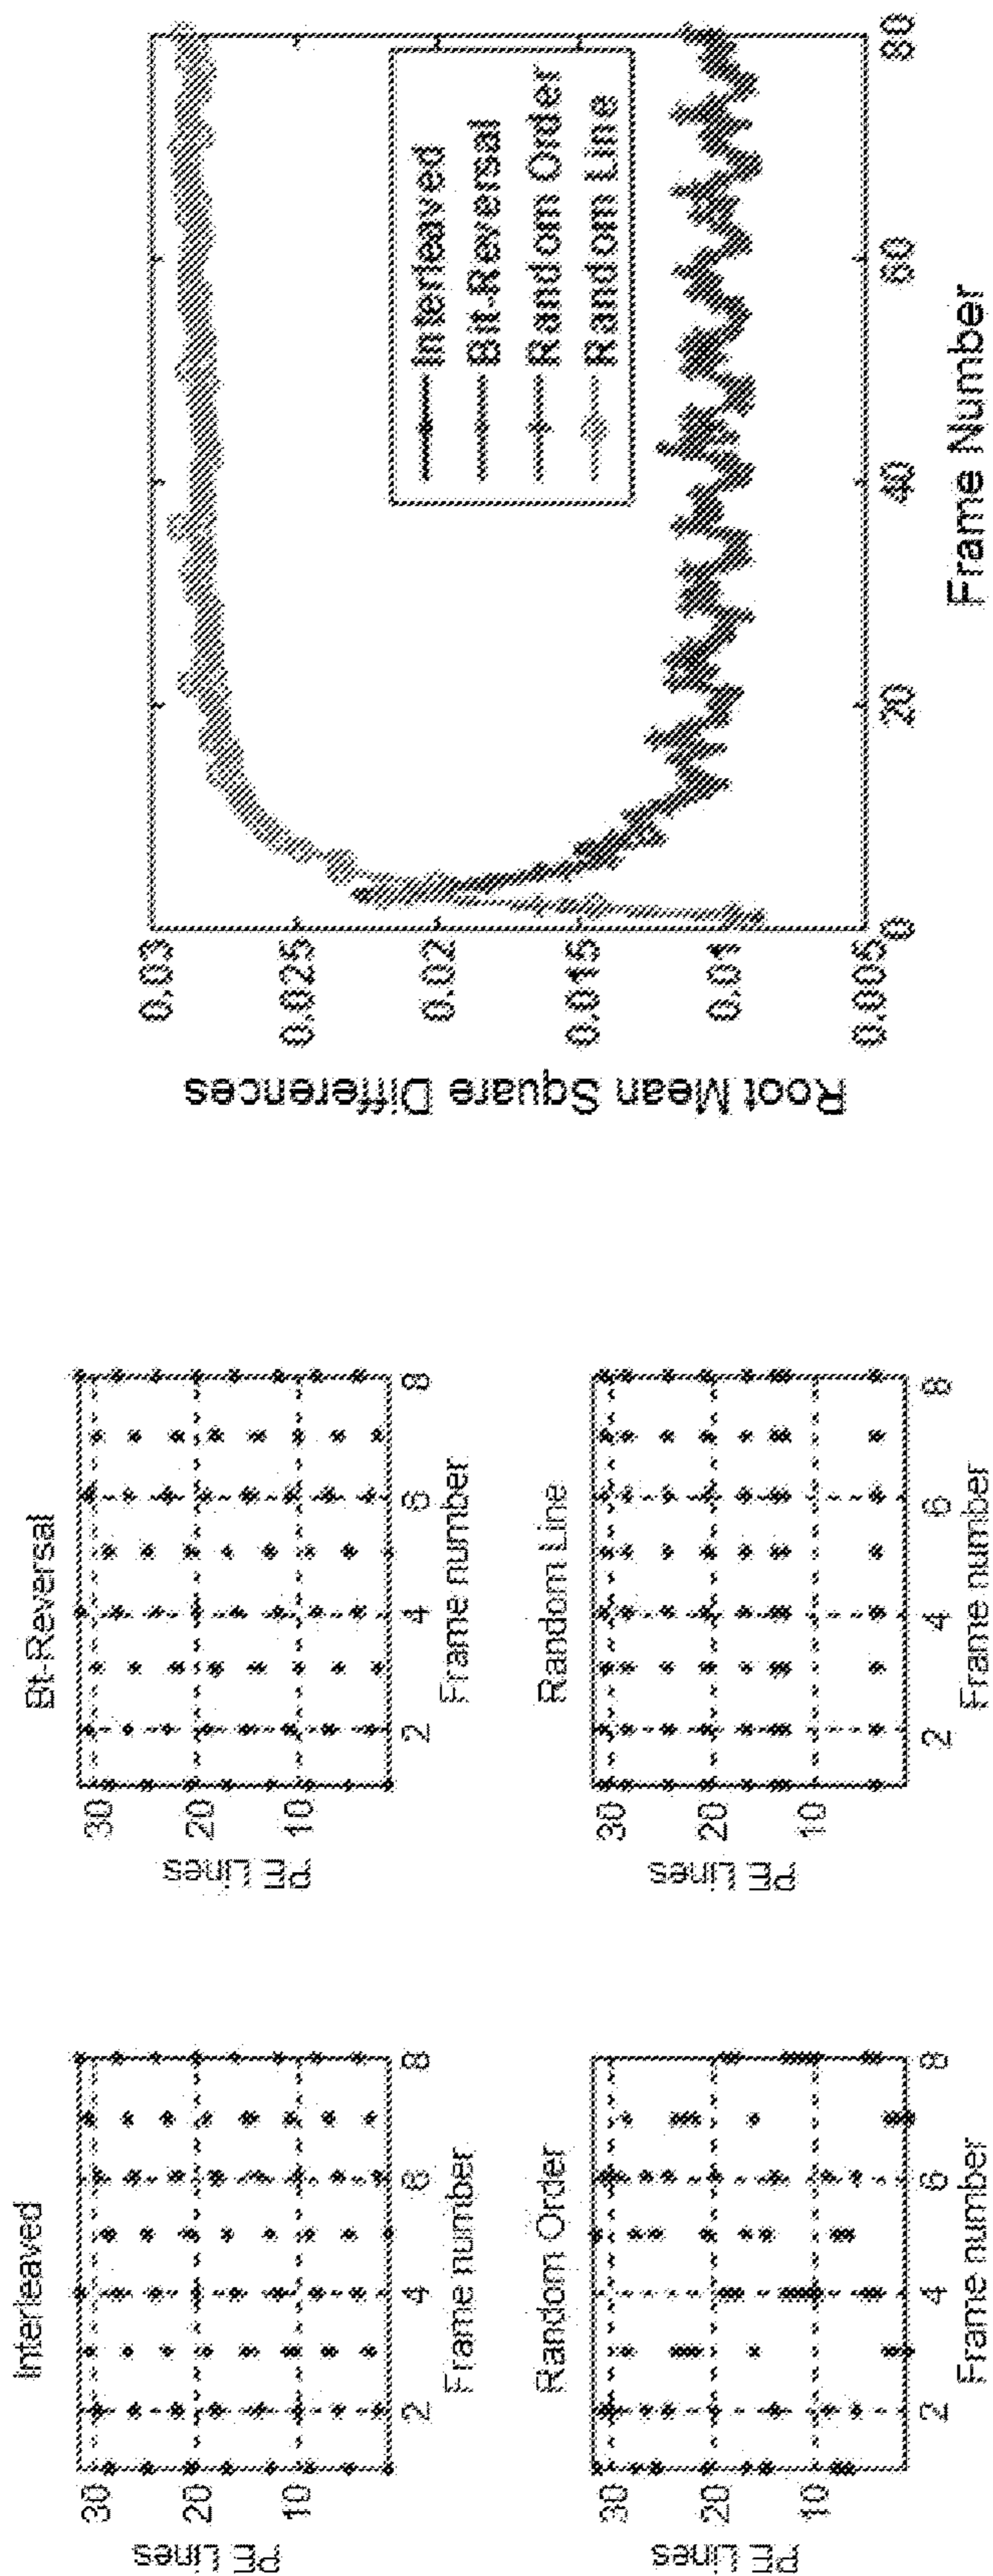 Interleaved
PE Lines
30
20
10
2
4
6
8
Frame number
Bit-Reversal
PE Lines
30
20
10
2
4
6
8
Frame number
Random Order
PE Lines
30
20
10
2
4
6
8
Frame number
Random Line
PE Lines
30
20
10
2
4
6
8
Frame number
Root Mean Square Differences
0.03
0.025
0.02
0.015
0.01
0.005
0
20
40
60
80
Frame Number
Interleaved
Bit-Reversal
Random Order
Random Line